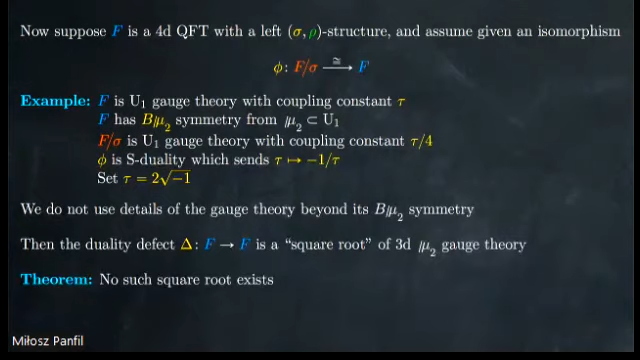 Now suppose F is a 4d QFT with a left (σ, ρ)-structure, and assume given an isomorphism
ϕ: F/σ ≅⟶ F
Example: F is U₁ gauge theory with coupling constant τ
F has Bμ₂ symmetry from μ₂ ⊂ U₁
F/σ is U₁ gauge theory with coupling constant τ/4
ϕ is S-duality which sends τ ↦ −1/τ
Set τ = 2√−1
We do not use details of the gauge theory beyond its Bμ₂ symmetry
Then the duality defect Δ: F → F is a “square root” of 3d μ₂ gauge theory
Theorem: No such square root exists
Miłosz Panfil